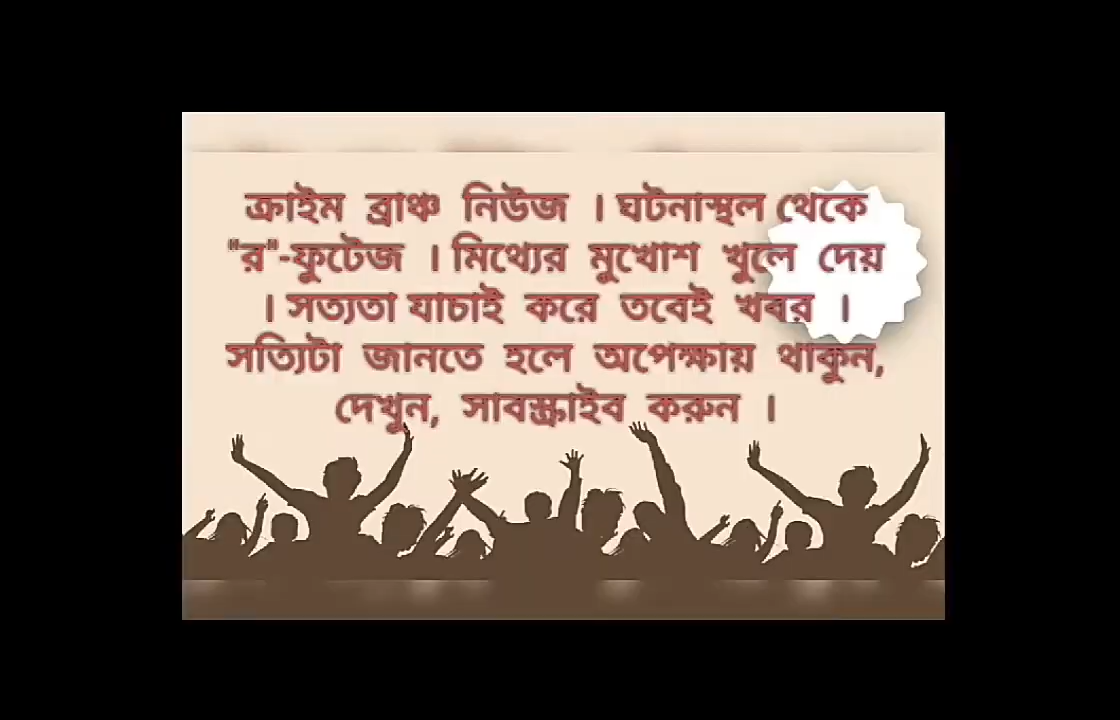 ক্রাইম ব্রাঞ্চ নিউজ । ঘটনাস্থল থেকে
"র"-ফুটেজ । মিথ্যের মুখোশ খুলে দেয়
। সত্যতা যাচাই করে তবেই খবর ।
সত্যিটা জানতে হলে অপেক্ষায় থাকুন,
দেখুন, সাবস্ক্রাইব করুন ।